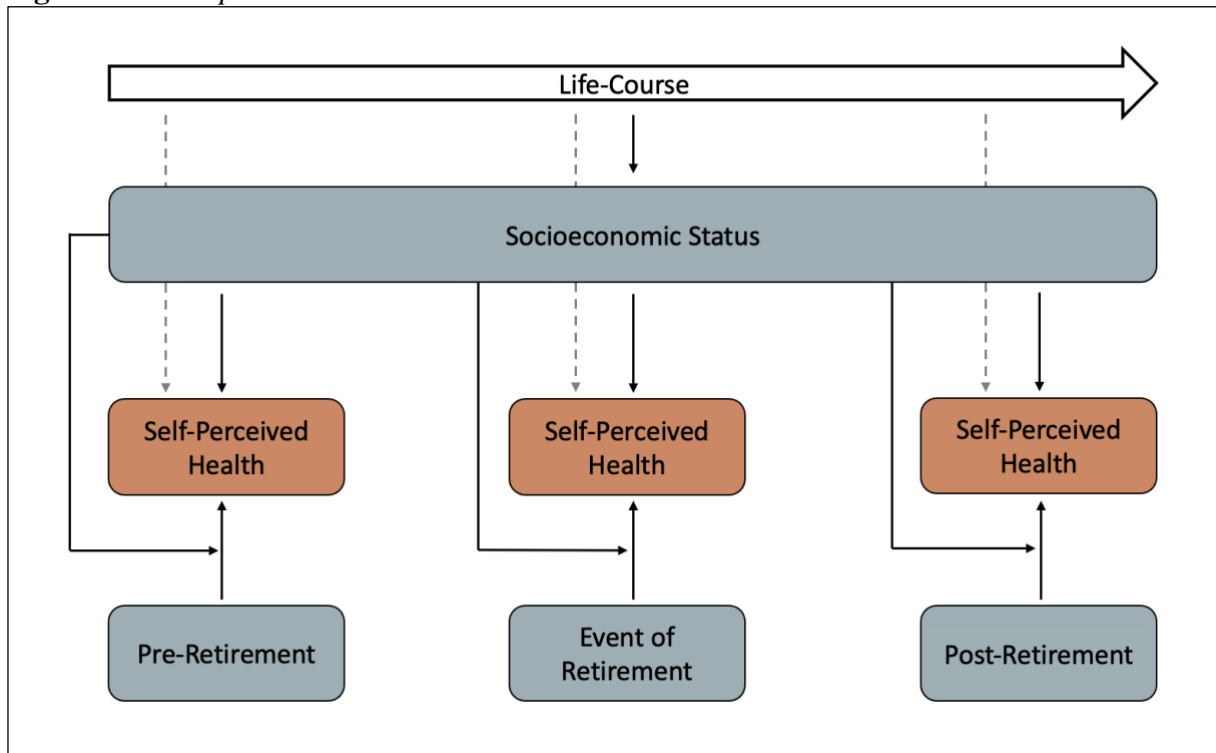 Life-Course
Socioeconomic Status
Self-Perceived
Health
Self-Perceived
Health
Self-Perceived
Health
Pre-Retirement
Event of
Retirement
Post-Retirement